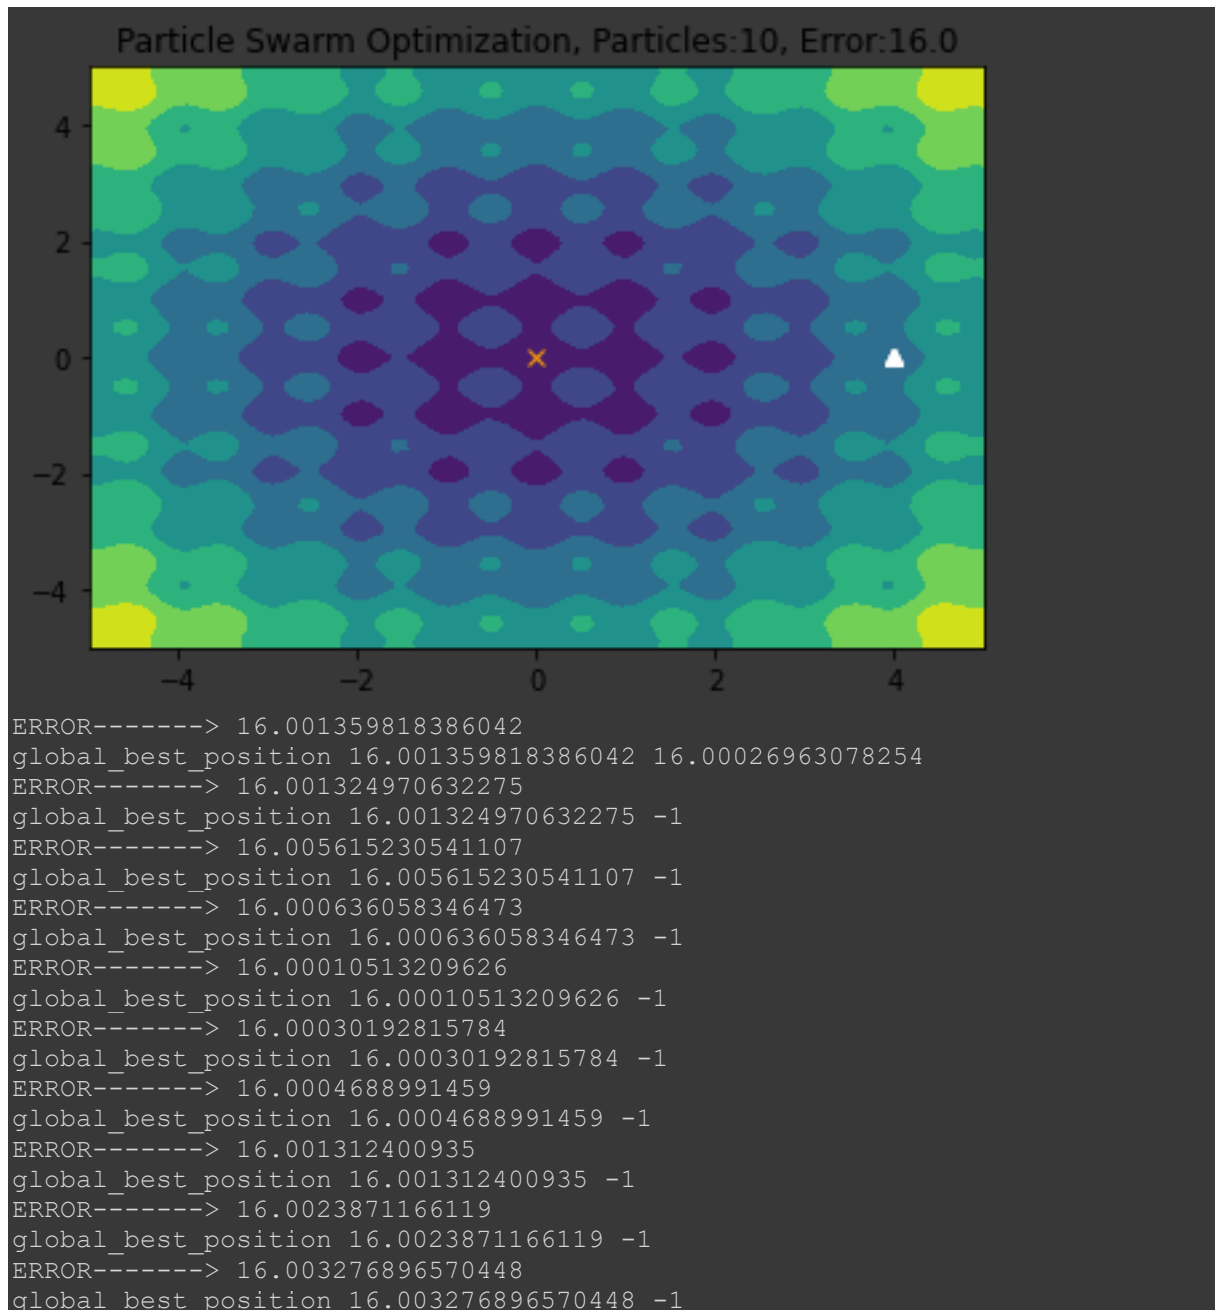 Particle Swarm Optimization, Particles:10, Error:16.0
4
2
0
−2
−4
−4 −2 0 2 4
ERROR-------> 16.001359818386042
global_best_position 16.001359818386042 16.00026963078254
ERROR-------> 16.001324970632275
global_best_position 16.001324970632275 -1
ERROR-------> 16.005615230541107
global_best_position 16.005615230541107 -1
ERROR-------> 16.000636058346473
global_best_position 16.000636058346473 -1
ERROR-------> 16.00010513209626
global_best_position 16.00010513209626 -1
ERROR-------> 16.00030192815784
global_best_position 16.00030192815784 -1
ERROR-------> 16.0004688991459
global_best_position 16.0004688991459 -1
ERROR-------> 16.001312400935
global_best_position 16.001312400935 -1
ERROR-------> 16.0023871166119
global_best_position 16.0023871166119 -1
ERROR-------> 16.003276896570448
global_best_position 16.003276896570448 -1